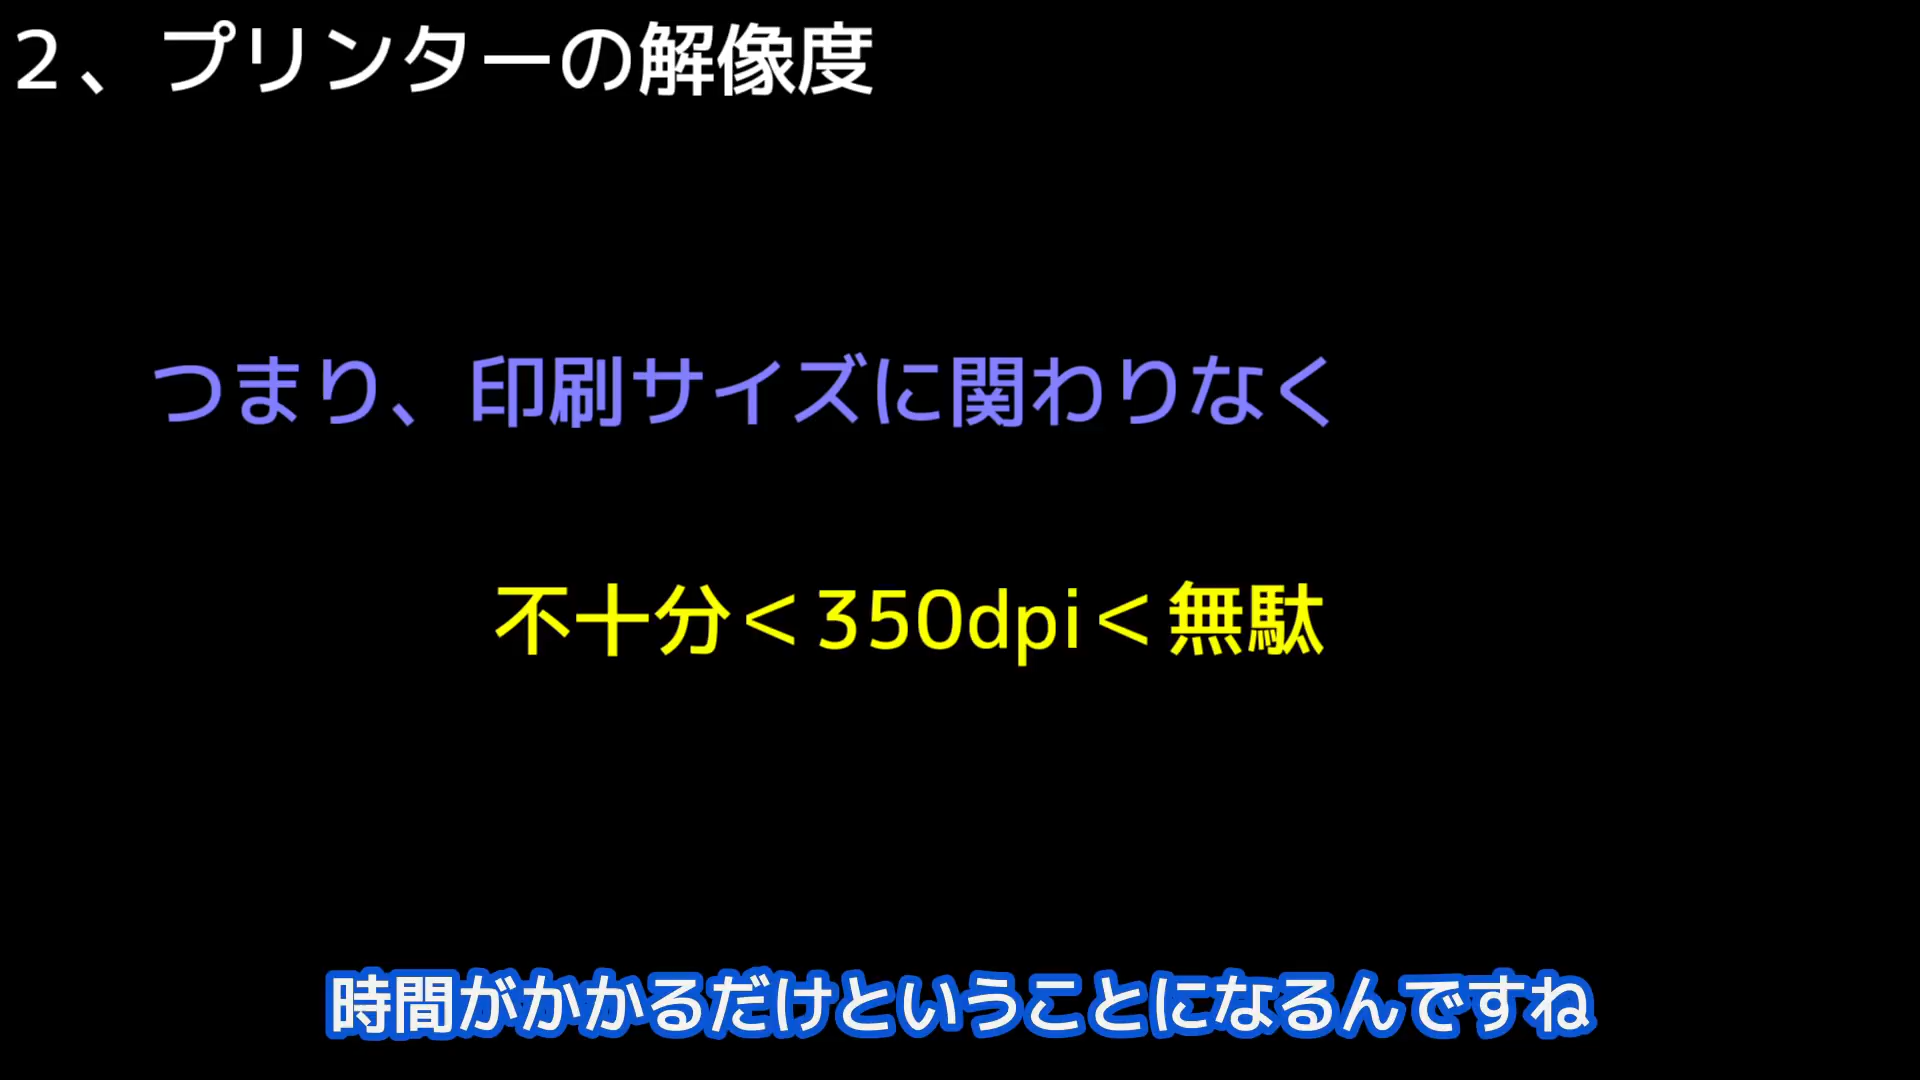 ２、プリンターの解像度
つまり、印刷サイズに関わりなく
不十分＜350dpi＜無駄
時間がかかるだけということになるんですね